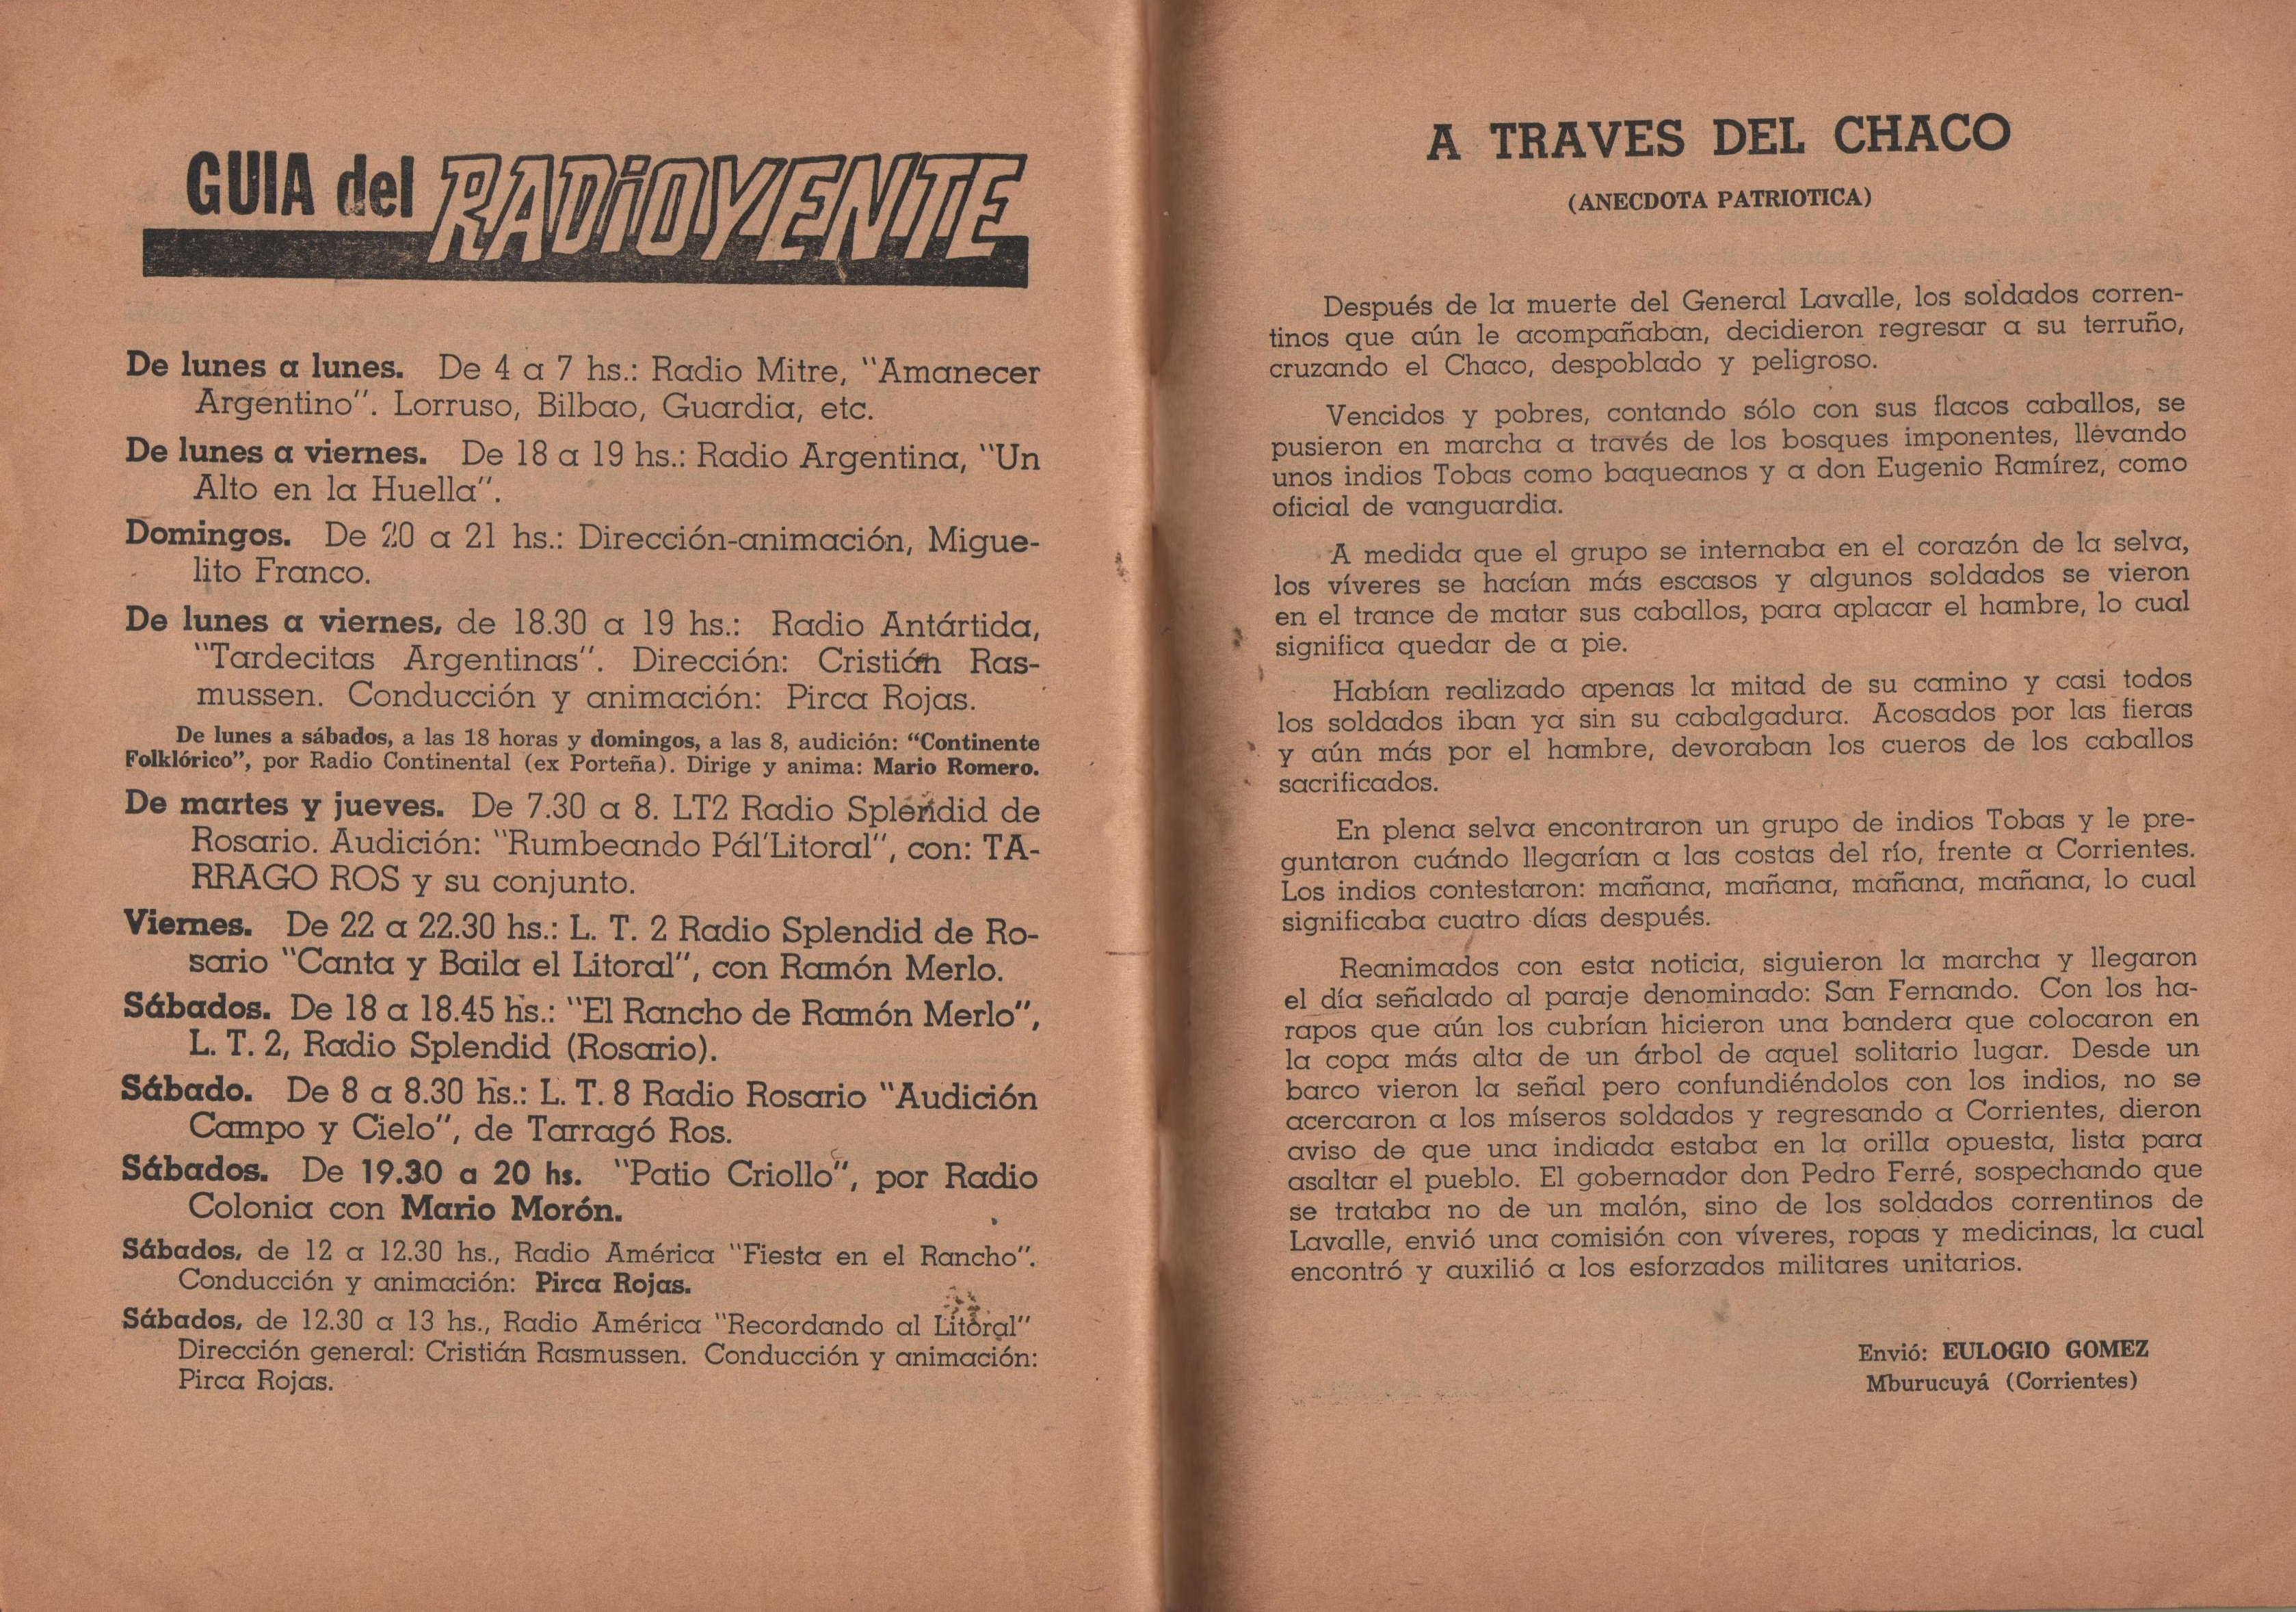 GUIA del RADIOYENTE
De lunes a lunes. De 4 a 7 hs.: Radio Mitre, "Amanecer
Argentino". Lorruso, Bilbao, Guardia, etc.
De lunes a viernes. De 18 a 19 hs.: Radio Argentina, "Un
Alto en la Huella".
Domingos. De 20 a 21 hs.: Dirección-animación, Migue-
lito Franco.
De lunes a viernes, de 18.30 a 19 hs.: Radio Antártida,
"Tardecitas Argentinas". Dirección: Cristián Ras-
mussen. Conducción y animación: Pirca Rojas.
De lunes a sábados, a las 18 horas y domingos, a las 8, audición: "Continente
Folklórico", por Radio Continental (ex Porteña). Dirige y anima: Mario Romero.
De martes y jueves. De 7.30 a 8. LT2 Radio Splendid de
Rosario. Audición: "Rumbeando Pál'Litoral", con: TA-
RRAGO ROS y su conjunto.
Viernes. De 22 a 22.30 hs.: L. T. 2 Radio Splendid de Ro-
sario "Canta y Baila el Litoral", con Ramón Merlo.
Sábados. De 18 a 18.45 hs.: "El Rancho de Ramón Merlo",
L. T. 2, Radio Splendid (Rosario).
Sábado. De 8 a 8.30 hs.: L. T. 8 Radio Rosario "Audición
Campo y Cielo", de Tarragó Ros.
Sábados. De 19.30 a 20 hs. "Patio Criollo", por Radio
Colonia con Mario Morón.
Sábados, de 12 a 12.30 hs., Radio América "Fiesta en el Rancho".
Conducción y animación: Pirca Rojas.
Sábados, de 12.30 a 13 hs., Radio América "Recordando al Litoral"
Dirección general: Cristián Rasmussen. Conducción y animación:
Pirca Rojas.
A TRAVES DEL CHACO
(ANECDOTA PATRIOTICA)
Después de la muerte del General Lavalle, los soldados corren-
tinos que aún le acompañaban, decidieron regresar a su terruño,
cruzando el Chaco, despoblado y peligroso.
Vencidos y pobres, contando sólo con sus flacos caballos, se
pusieron en marcha a través de los bosques imponentes, llevando
unos indios Tobas como baqueanos y a don Eugenio Ramírez, como
oficial de vanguardia.
A medida que el grupo se internaba en el corazón de la selva,
los víveres se hacían más escasos y algunos soldados se vieron
en el trance de matar sus caballos, para aplacar el hambre, lo cual
significa quedar de a pie.
Habían realizado apenas la mitad de su camino y casi todos
los soldados iban ya sin su cabalgadura. Acosados por las fieras
y aún más por el hambre, devoraban los cueros de los caballos
sacrificados.
En plena selva encontraron un grupo de indios Tobas y le pre-
guntaron cuándo llegarían a las costas del río, frente a Corrientes.
Los indios contestaron: mañana, mañana, mañana, mañana, lo cual
significaba cuatro días después.
Reanimados con esta noticia, siguieron la marcha y llegaron
el día señalado al paraje denominado: San Fernando. Con los ha-
rapos que aún los cubrían hicieron una bandera que colocaron en
la copa más alta de un árbol de aquel solitario lugar. Desde un
barco vieron la señal pero confundiéndolos con los indios, no se
acercaron a los míseros soldados y regresando a Corrientes, dieron
aviso de que una indiada estaba en la orilla opuesta, lista para
asaltar el pueblo. El gobernador don Pedro Ferré, sospechando que
se trataba no de un malón, sino de los soldados correntinos de
Lavalle, envió una comisión con víveres, ropas y medicinas, la cual
encontró y auxilió a los esforzados militares unitarios.
Envió: EULOGIO GOMEZ
Mburucuyá (Corrientes)